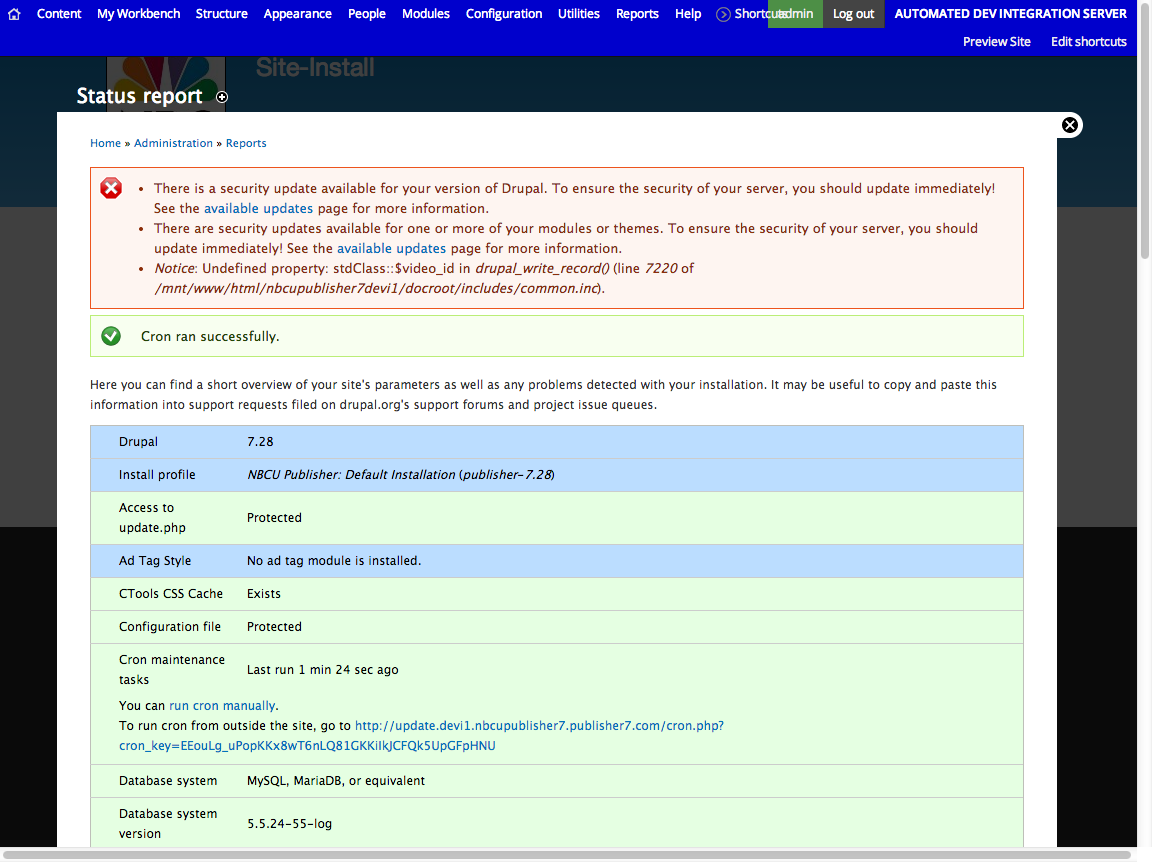 Content My Workbench Structure Appearance People Modules Configuration Utilities Reports Help Shortcuts admin Log out AUTOMATED DEV INTEGRATION SERVER
Preview Site Edit shortcuts
Site-Install
Status report
Home » Administration » Reports
• There is a security update available for your version of Drupal. To ensure the security of your server, you should update immediately!
See the available updates page for more information.
• There are security updates available for one or more of your modules or themes. To ensure the security of your server, you should
update immediately! See the available updates page for more information.
• Notice: Undefined property: stdClass::$video_id in drupal_write_record() (line 7220 of
/mnt/www/html/nbcupublisher7devi1/docroot/includes/common.inc).
Cron ran successfully.
Here you can find a short overview of your site's parameters as well as any problems detected with your installation. It may be useful to copy and paste this
information into support requests filed on drupal.org's support forums and project issue queues.
Drupal 7.28
Install profile NBCU Publisher: Default Installation (publisher-7.28)
Access to
update.php Protected
Ad Tag Style No ad tag module is installed.
CTools CSS Cache Exists
Configuration file Protected
Cron maintenance
tasks Last run 1 min 24 sec ago
You can run cron manually.
To run cron from outside the site, go to http://update.devi1.nbcupublisher7.publisher7.com/cron.php?
cron_key=EEouLg_uPopKKx8wT6nLQ81GKKiIkJCFQk5UpGFpHNU
Database system MySQL, MariaDB, or equivalent
Database system
version 5.5.24-55-log